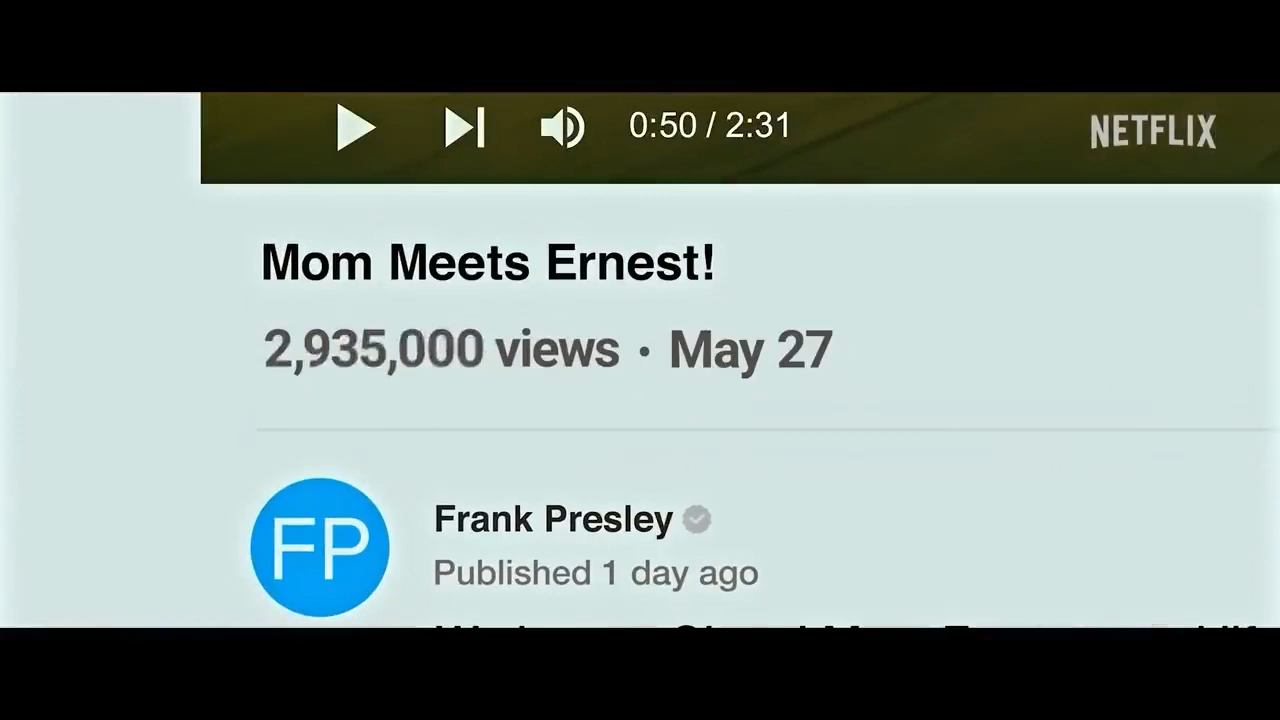 0:50 / 2:31
NETFLIX
Mom Meets Ernest!
2,935,000 views · May 27
FP
Frank Presley
Published 1 day ago